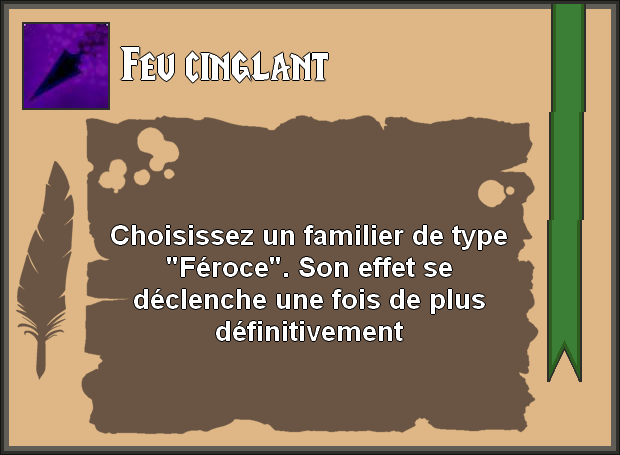 Feu cinglant
Choisissez un familier de type
"Féroce". Son effet se
déclenche une fois de plus
définitivement